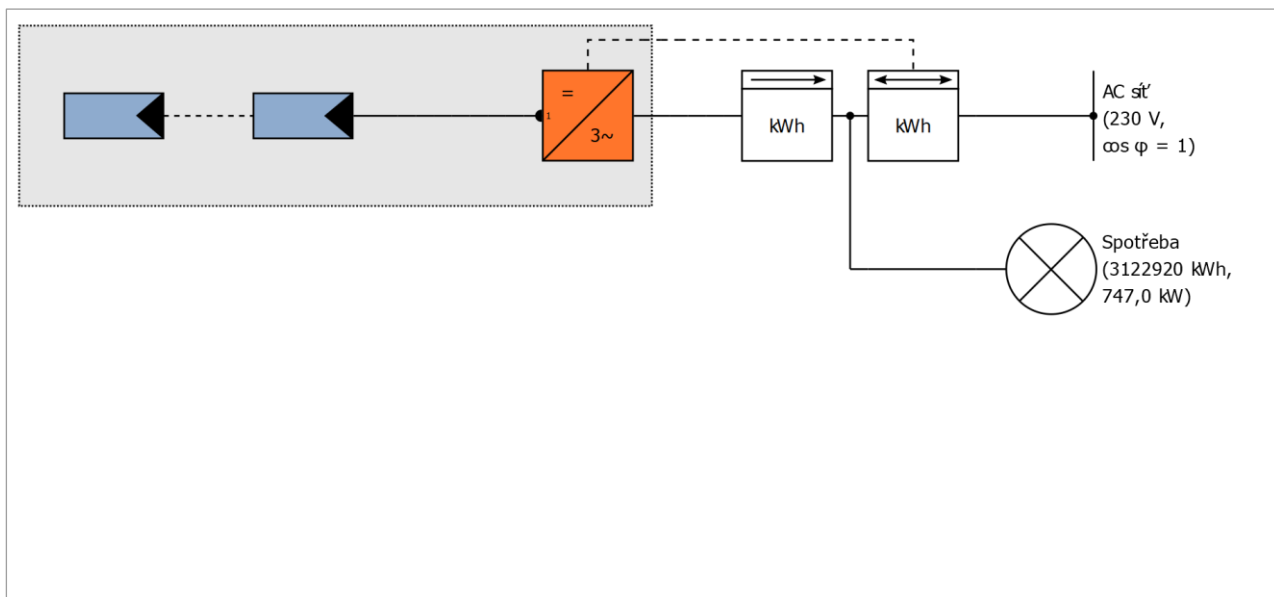 =
1
3~
kWh
kWh
AC síť
(230 V,
cos φ = 1)
Spotřeba
(3122920 kWh,
747,0 kW)